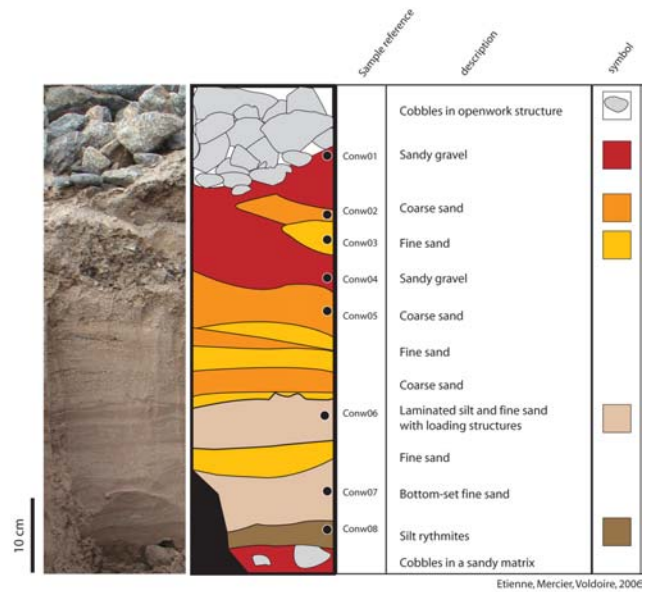 Sample reference
description
symbol
Cobbles in openwork structure
Conw01 Sandy gravel
Conw02 Coarse sand
Conw03 Fine sand
Conw04 Sandy gravel
Conw05 Coarse sand
Fine sand
Coarse sand
Conw06 Laminated silt and fine sand
with loading structures
Fine sand
Conw07 Bottom-set fine sand
Conw08 Silt rythmites
Cobbles in a sandy matrix
10 cm
Etienne, Mercier, Voldoire, 2006